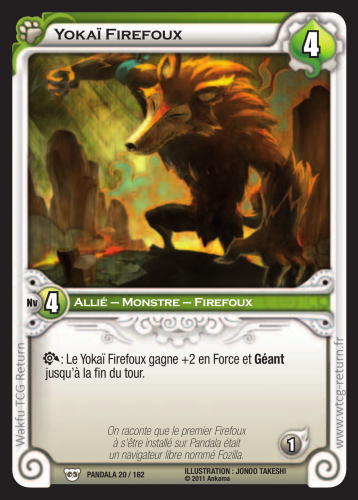 Yokaï Firefoux
4
Nv 4
Allié – Monstre – Firefoux
: Le Yokaï Firefoux gagne +2 en Force et Géant
jusqu'à la fin du tour.
On raconte que le premier Firefoux
à s'être installé sur Pandala était
un navigateur libre nommé Fozilla.
1
PANDALA 20 / 162
ILLUSTRATION : JONOO TAKESHI
© 2011 Ankama
Wakfu TCG Return
www.wtcg-return.fr